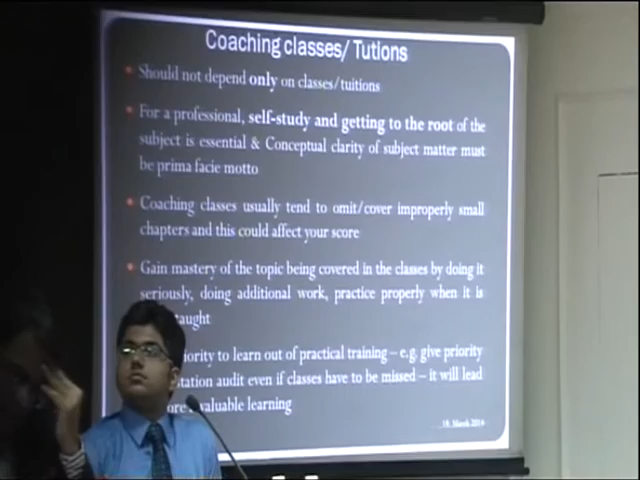 Coaching classes/ Tutions
Should not depend only on classes/tuitions
For a professional, self-study and getting to the root of the
subject is essential & Conceptual clarity of subject matter must
be prima facie motto
Coaching classes usually tend to omit/cover improperly small
chapters and this could affect your score
Gain mastery of the topic being covered in the classes by doing it
seriously, doing additional work, practice properly when it is
taught
to learn out of practical training – e.g. give priority
audit even if classes have to be missed – it will lead
valuable learning